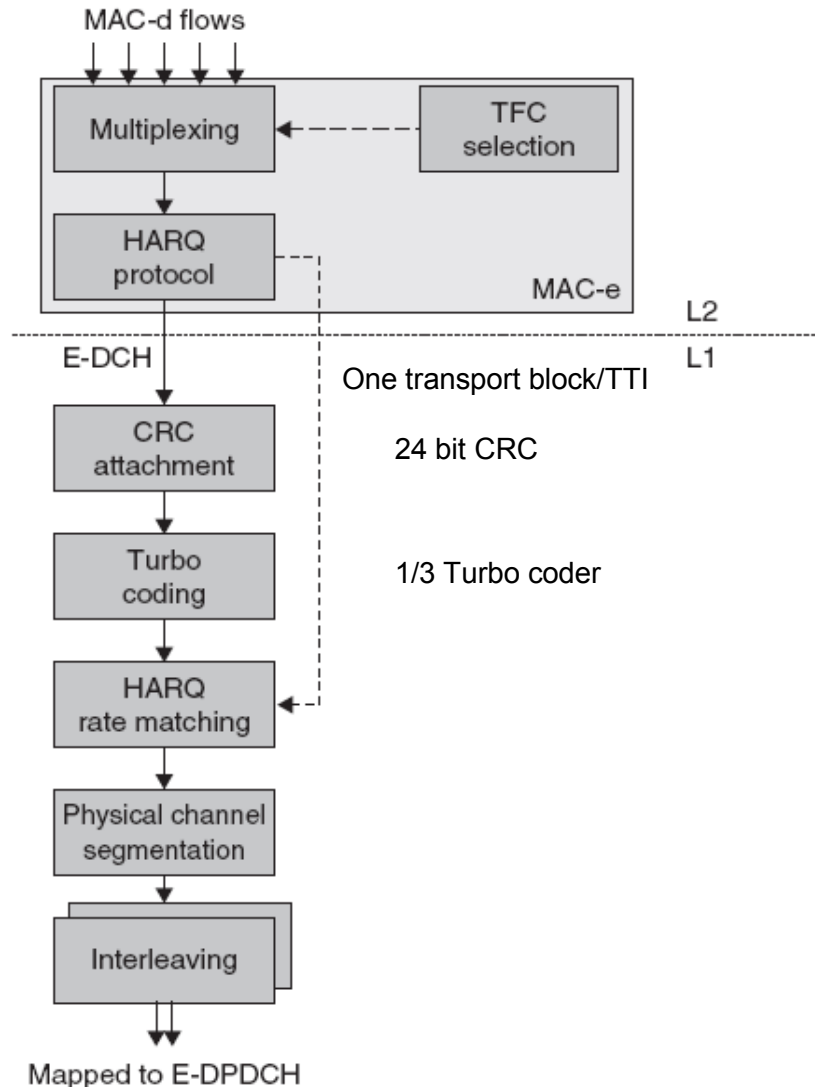 MAC-d flows
Multiplexing
TFC
selection
HARQ
protocol
MAC-e
L2
E-DCH
L1
One transport block/TTI
CRC
attachment
24 bit CRC
Turbo
coding
1/3 Turbo coder
HARQ
rate matching
Physical channel
segmentation
Interleaving
Mapped to E-DPDCH